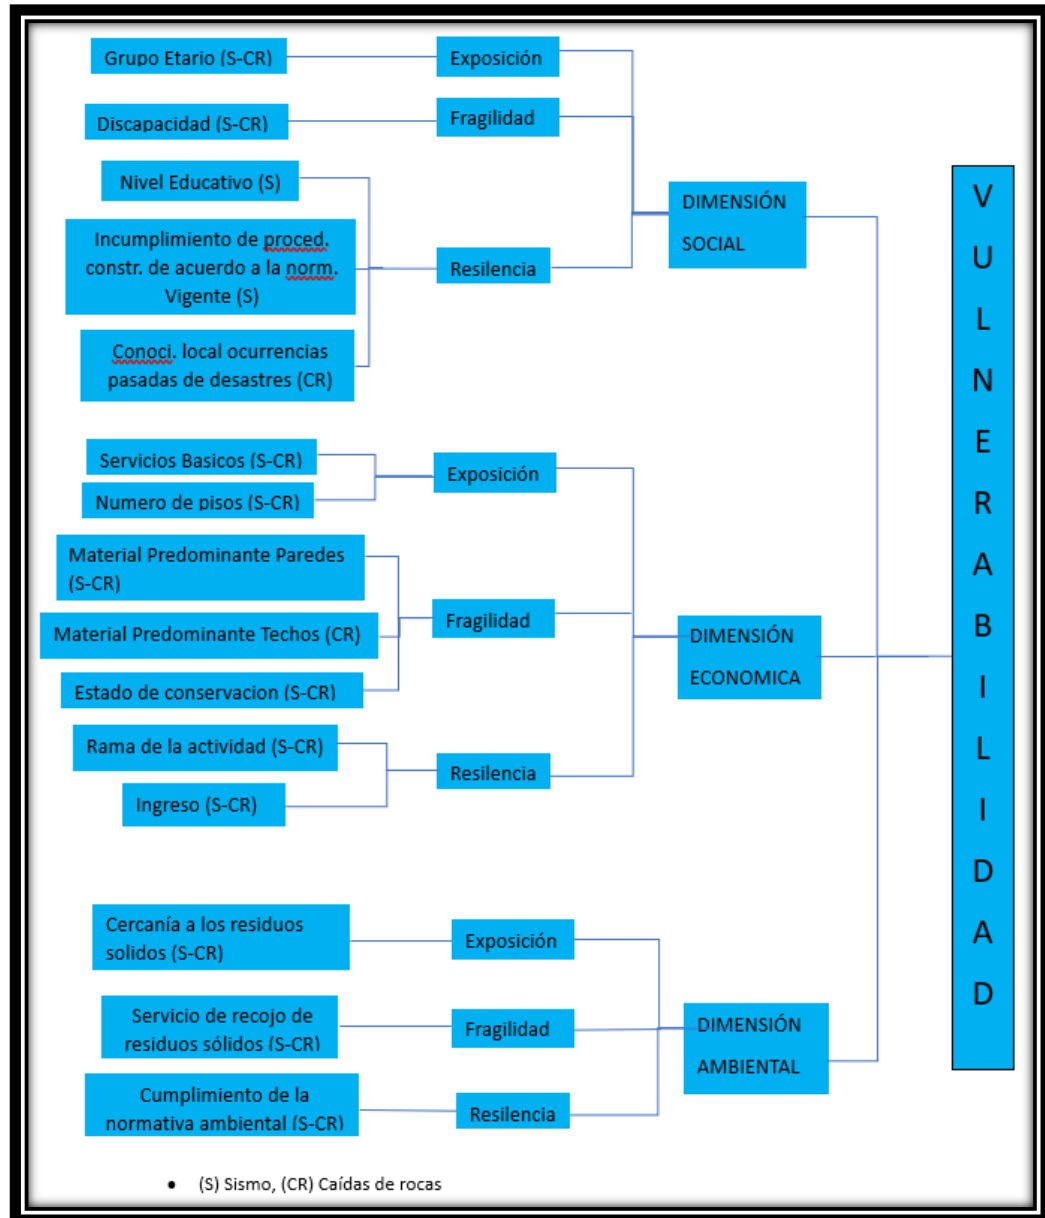 Grupo Etario (S-CR)
Exposición
Discapacidad (S-CR)
Fragilidad
Nivel Educativo (S)
Incumplimiento de proced.
constr. de acuerdo a la norm.
Vigente (S)
Resilencia
Conoci. local ocurrencias
pasadas de desastres (CR)
DIMENSIÓN
SOCIAL
Servicios Basicos (S-CR)
Numero de pisos (S-CR)
Exposición
Material Predominante Paredes
(S-CR)
Material Predominante Techos (CR)
Estado de conservacion (S-CR)
Fragilidad
Rama de la actividad (S-CR)
Ingreso (S-CR)
Resilencia
DIMENSIÓN
ECONOMICA
Cercanía a los residuos
solidos (S-CR)
Exposición
Servicio de recojo de
residuos sólidos (S-CR)
Fragilidad
Cumplimiento de la
normativa ambiental (S-CR)
Resilencia
DIMENSIÓN
AMBIENTAL
V
U
L
N
E
R
A
B
I
L
I
D
A
D
• (S) Sismo, (CR) Caídas de rocas